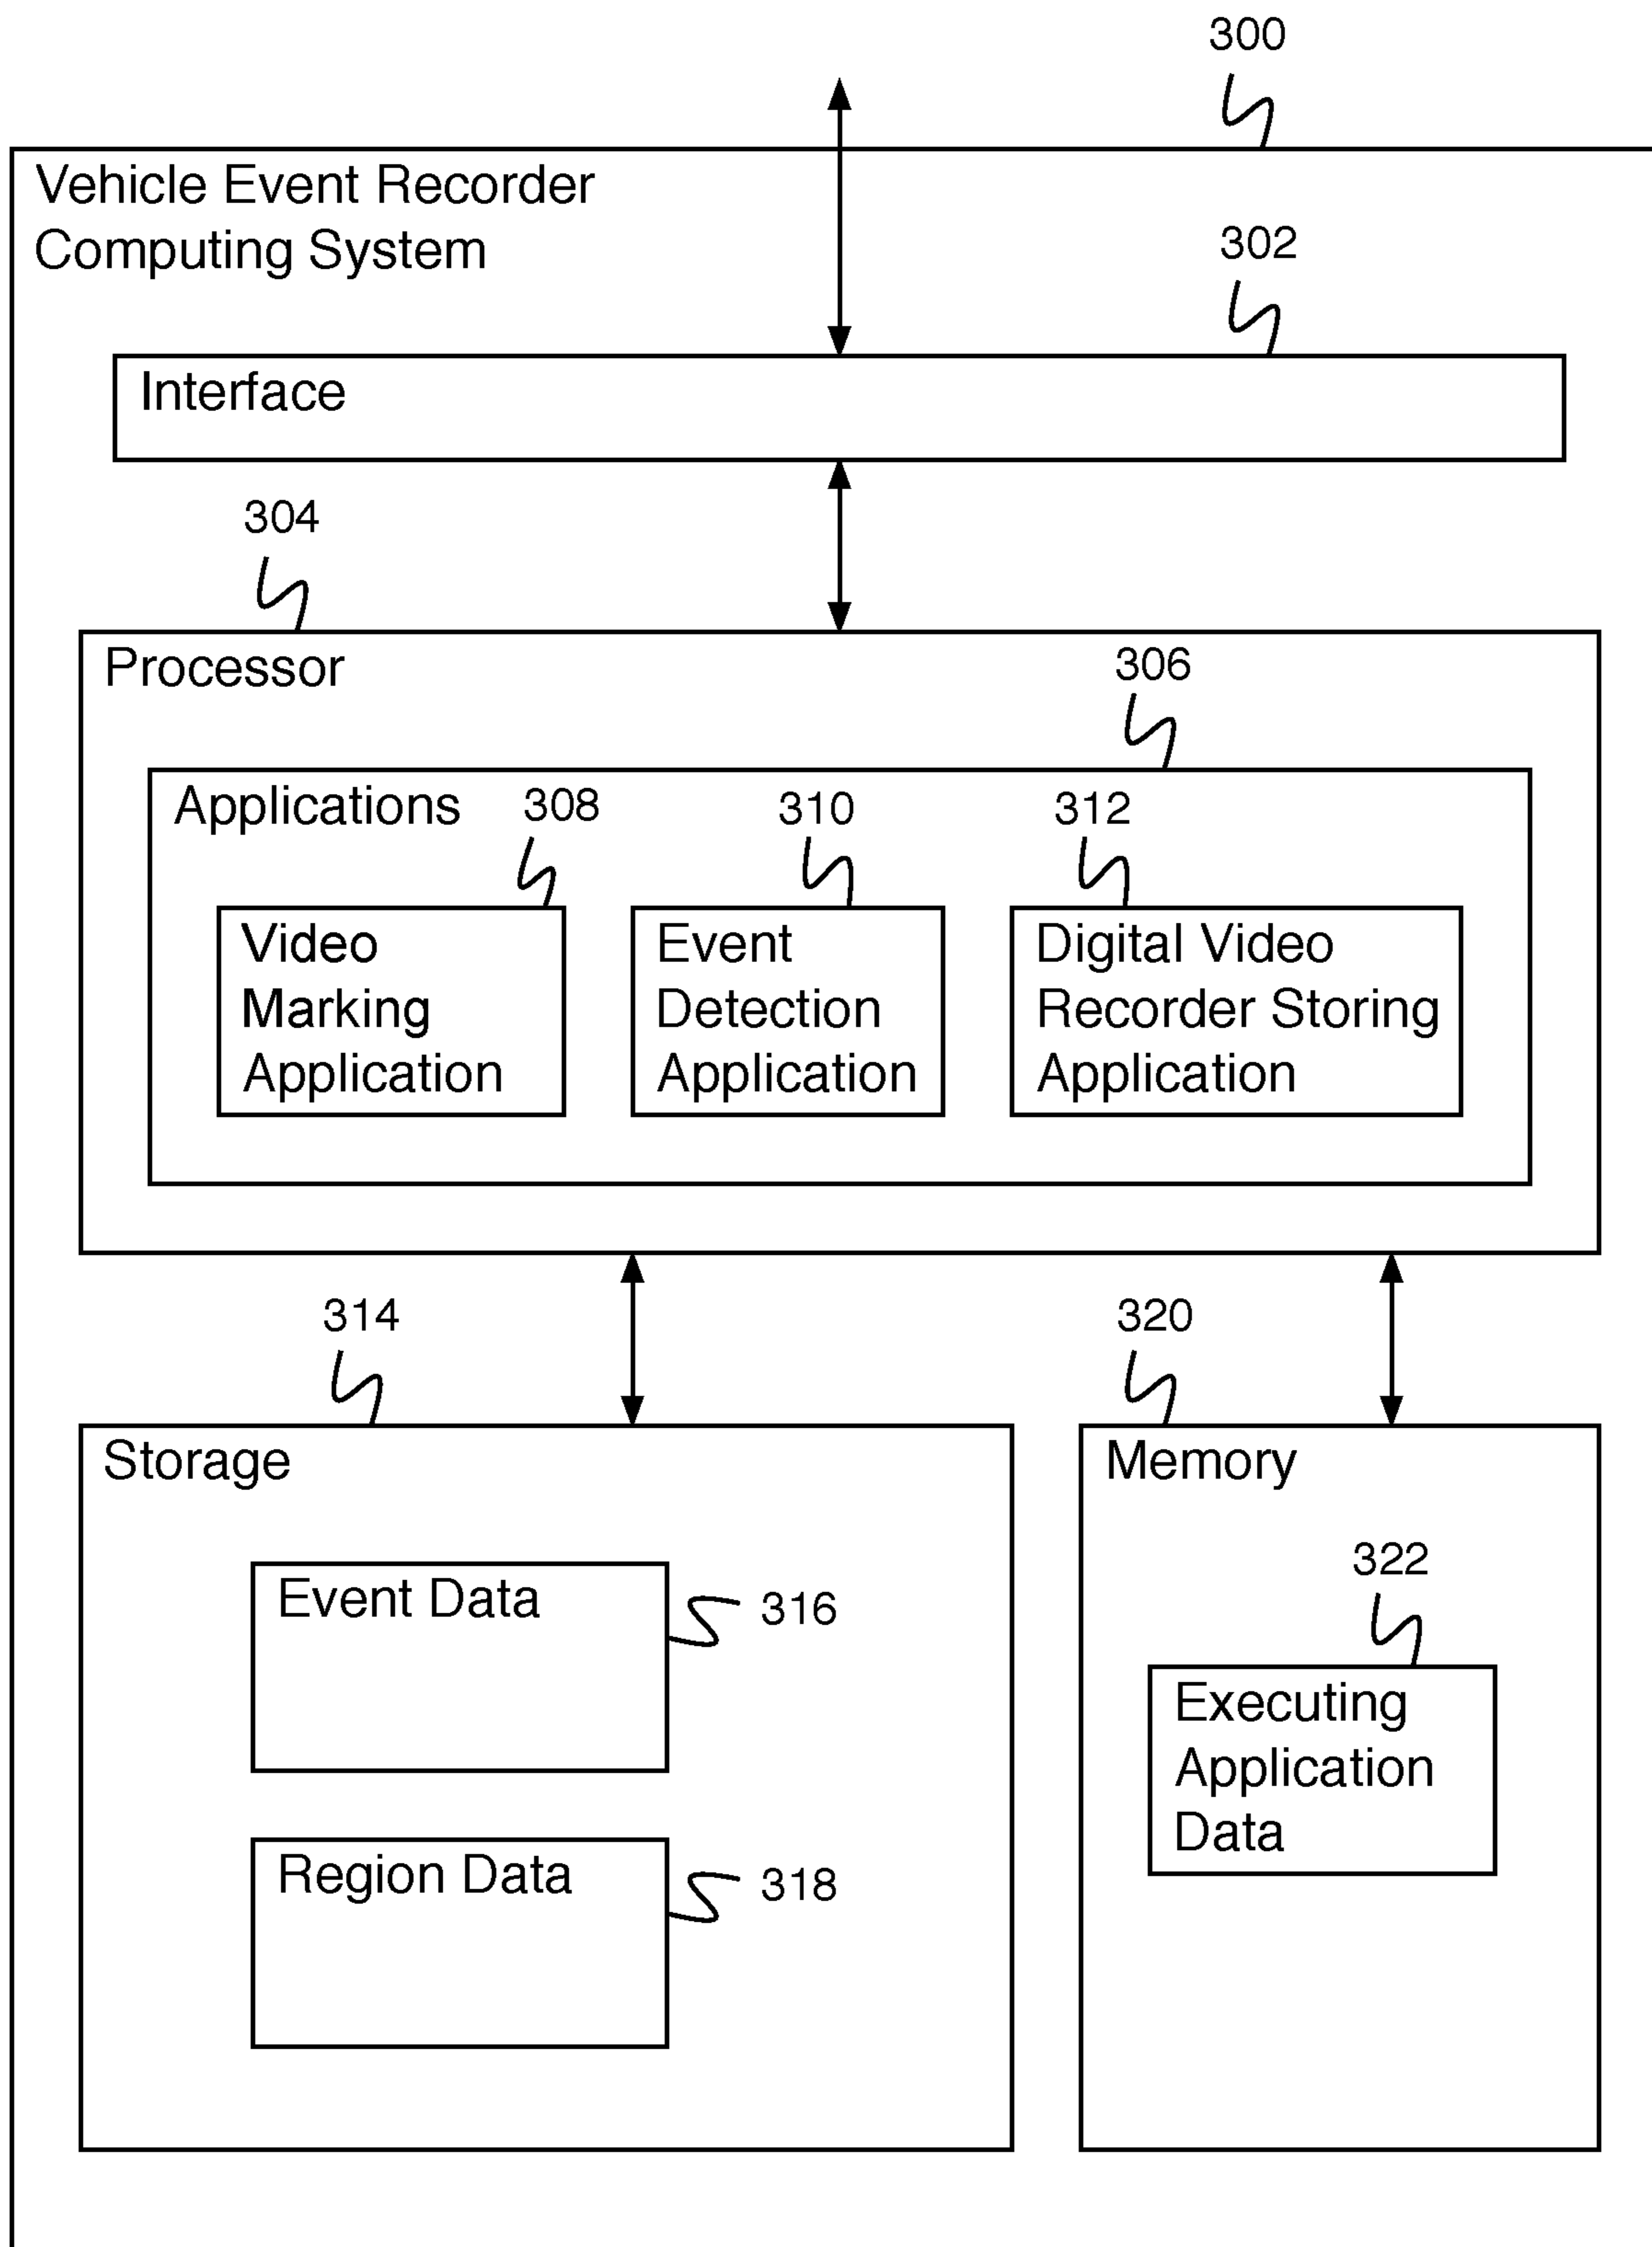 300
Vehicle Event Recorder
Computing System
302
Interface
304
Processor
306
Applications
308
310
312
Video
Marking
Application
Event
Detection
Application
Digital Video
Recorder Storing
Application
314
320
Storage
Memory
Event Data
316
322
Executing
Application
Data
Region Data
318